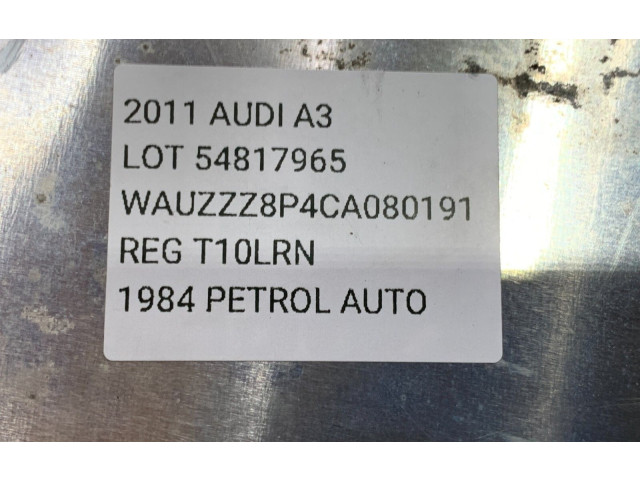 2011 AUDI A3
LOT 54817965
WAUZZZ8P4CA080191
REG T10LRN
1984 PETROL AUTO